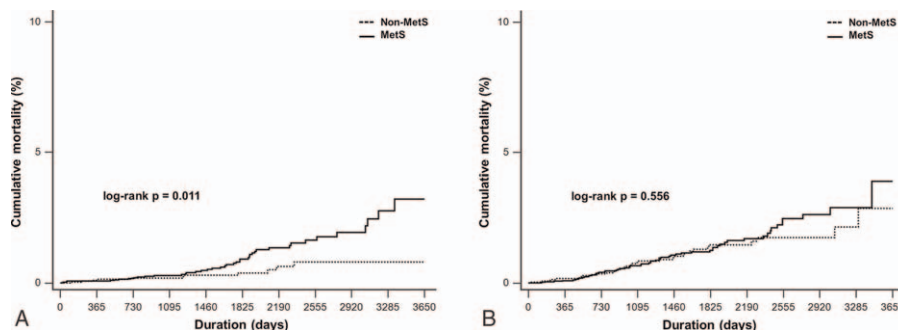 10
5
0
Cumulative mortality (%)
Non-MetS
MetS
log-rank p = 0.011
0 365 730 1095 1460 1825 2190 2555 2920 3285 3650
Duration (days)
A
10
5
0
Cumulative mortality (%)
Non-MetS
MetS
log-rank p = 0.556
0 365 730 1095 1460 1825 2190 2555 2920 3285 365
Duration (days)
B